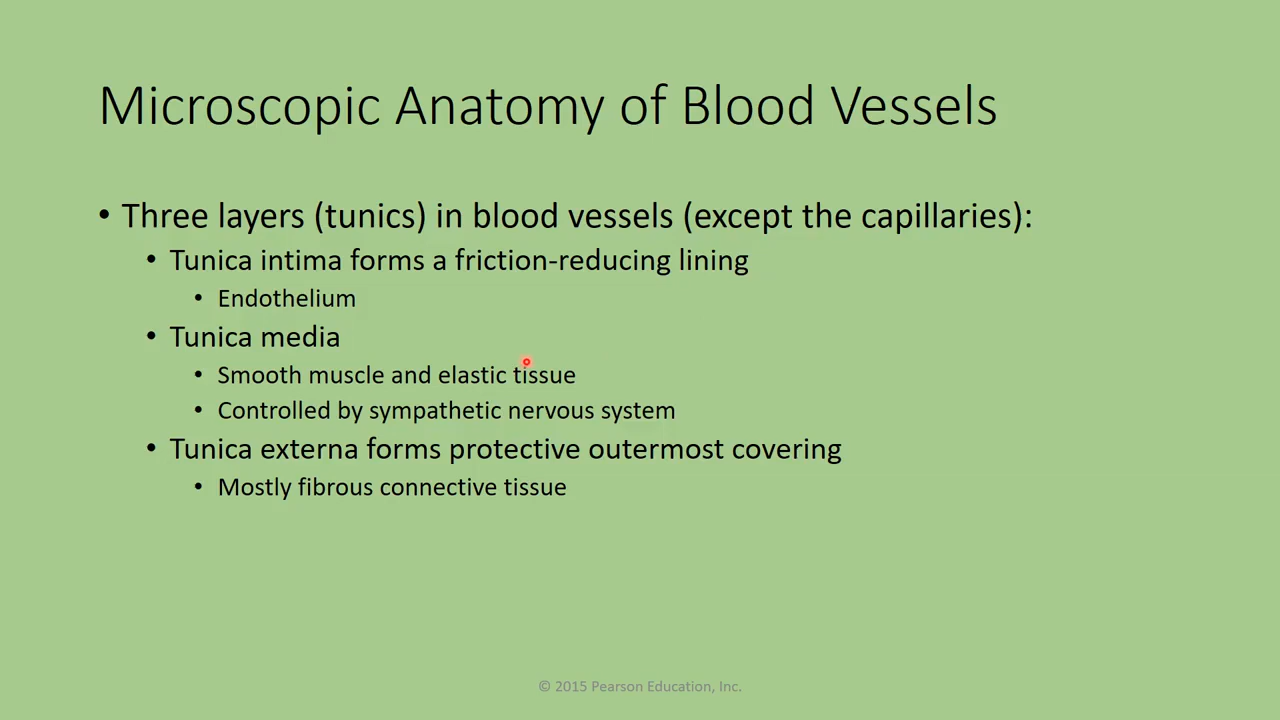 Microscopic Anatomy of Blood Vessels
• Three layers (tunics) in blood vessels (except the capillaries):
• Tunica intima forms a friction-reducing lining
• Endothelium
• Tunica media
• Smooth muscle and elastic tissue
• Controlled by sympathetic nervous system
• Tunica externa forms protective outermost covering
• Mostly fibrous connective tissue
© 2015 Pearson Education, Inc.